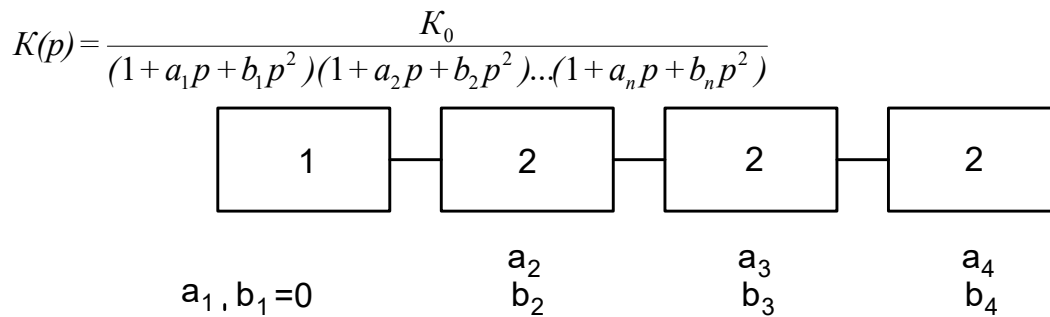 K(p) = K₀ / (1 + a₁p + b₁p²)(1 + a₂p + b₂p²)...(1 + aₙp + bₙp²)
1 2 2 2
a₂ a₃ a₄
a₁, b₁ =0 b₂ b₃ b₄